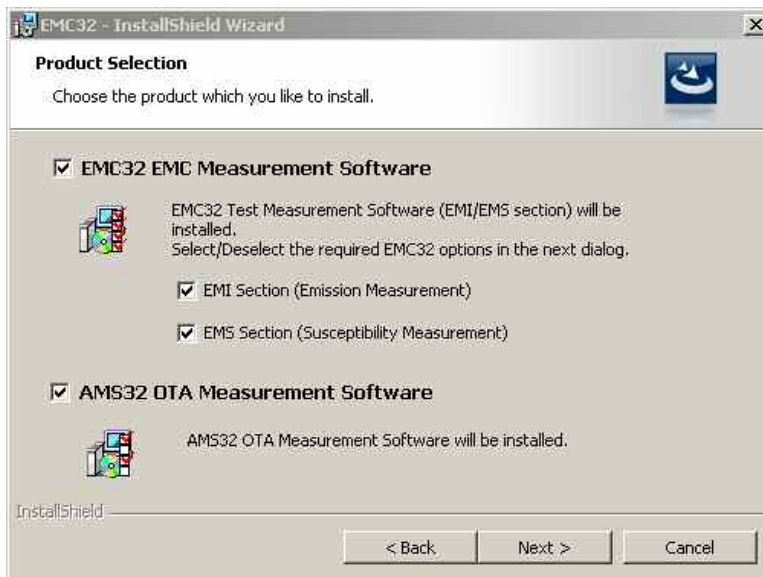 EMC32 - InstallShield Wizard
Product Selection
Choose the product which you like to install.
EMC32 EMC Measurement Software
EMC32 Test Measurement Software (EMI/EMS section) will be
installed.
Select/Deselect the required EMC32 options in the next dialog.
EMI Section (Emission Measurement)
EMS Section (Susceptibility Measurement)
AMS32 OTA Measurement Software
AMS32 OTA Measurement Software will be installed.
InstallShield
< Back
Next >
Cancel